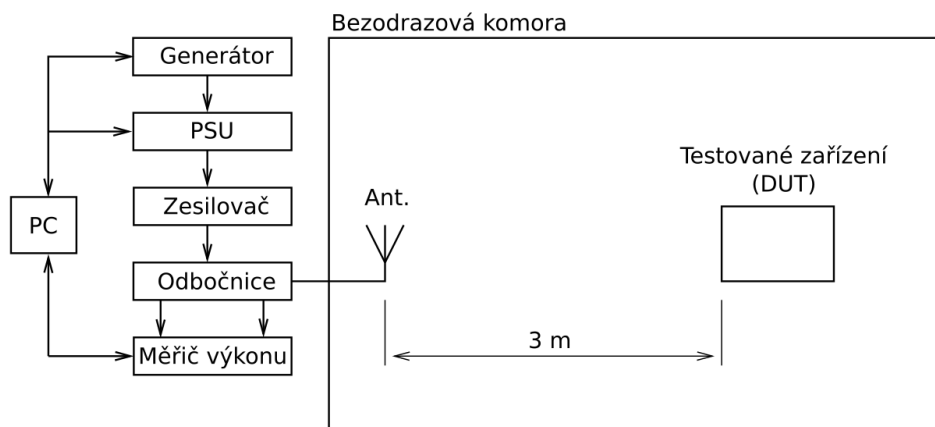 Bezodrazová komora
Generátor
PSU
Zesilovač
Odbočnice
Měřič výkonu
PC
Ant.
3 m
Testované zařízení
(DUT)